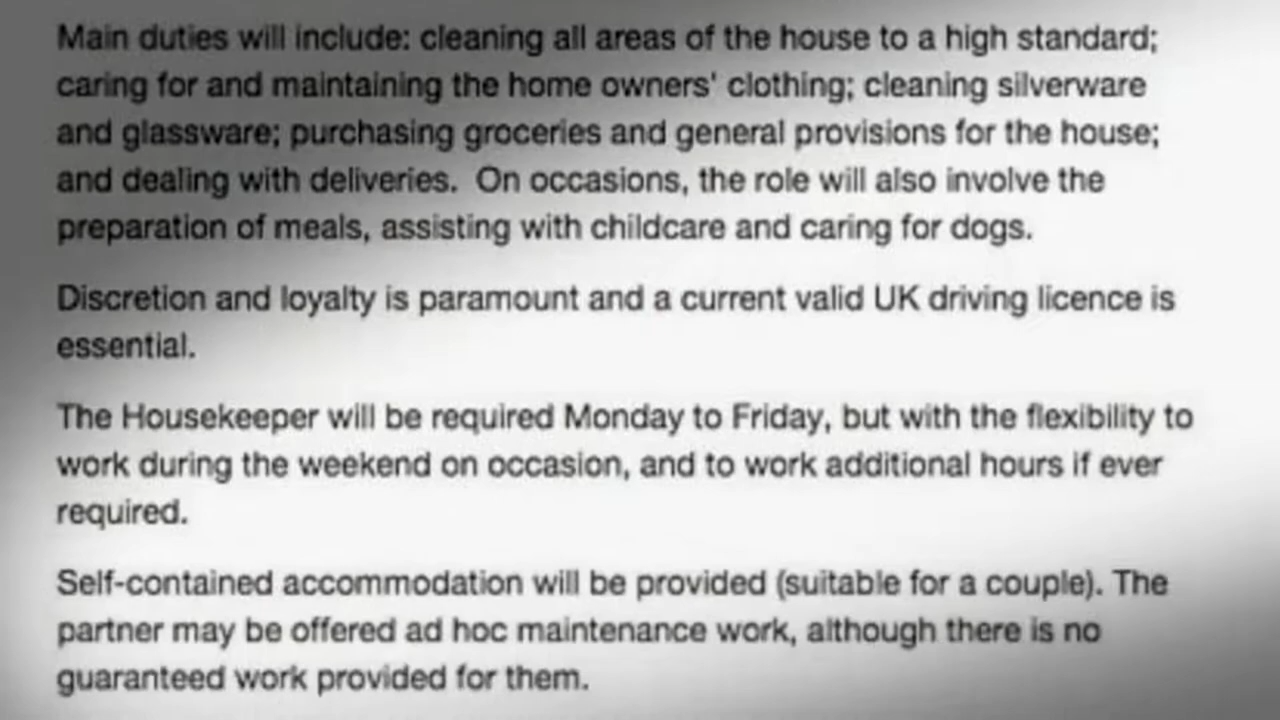 Main duties will include: cleaning all areas of the house to a high standard;
caring for and maintaining the home owners' clothing; cleaning silverware
and glassware; purchasing groceries and general provisions for the house;
and dealing with deliveries.  On occasions, the role will also involve the
preparation of meals, assisting with childcare and caring for dogs.
Discretion and loyalty is paramount and a current valid UK driving licence is
essential.
The Housekeeper will be required Monday to Friday, but with the flexibility to
work during the weekend on occasion, and to work additional hours if ever
required.
Self-contained accommodation will be provided (suitable for a couple). The
partner may be offered ad hoc maintenance work, although there is no
guaranteed work provided for them.